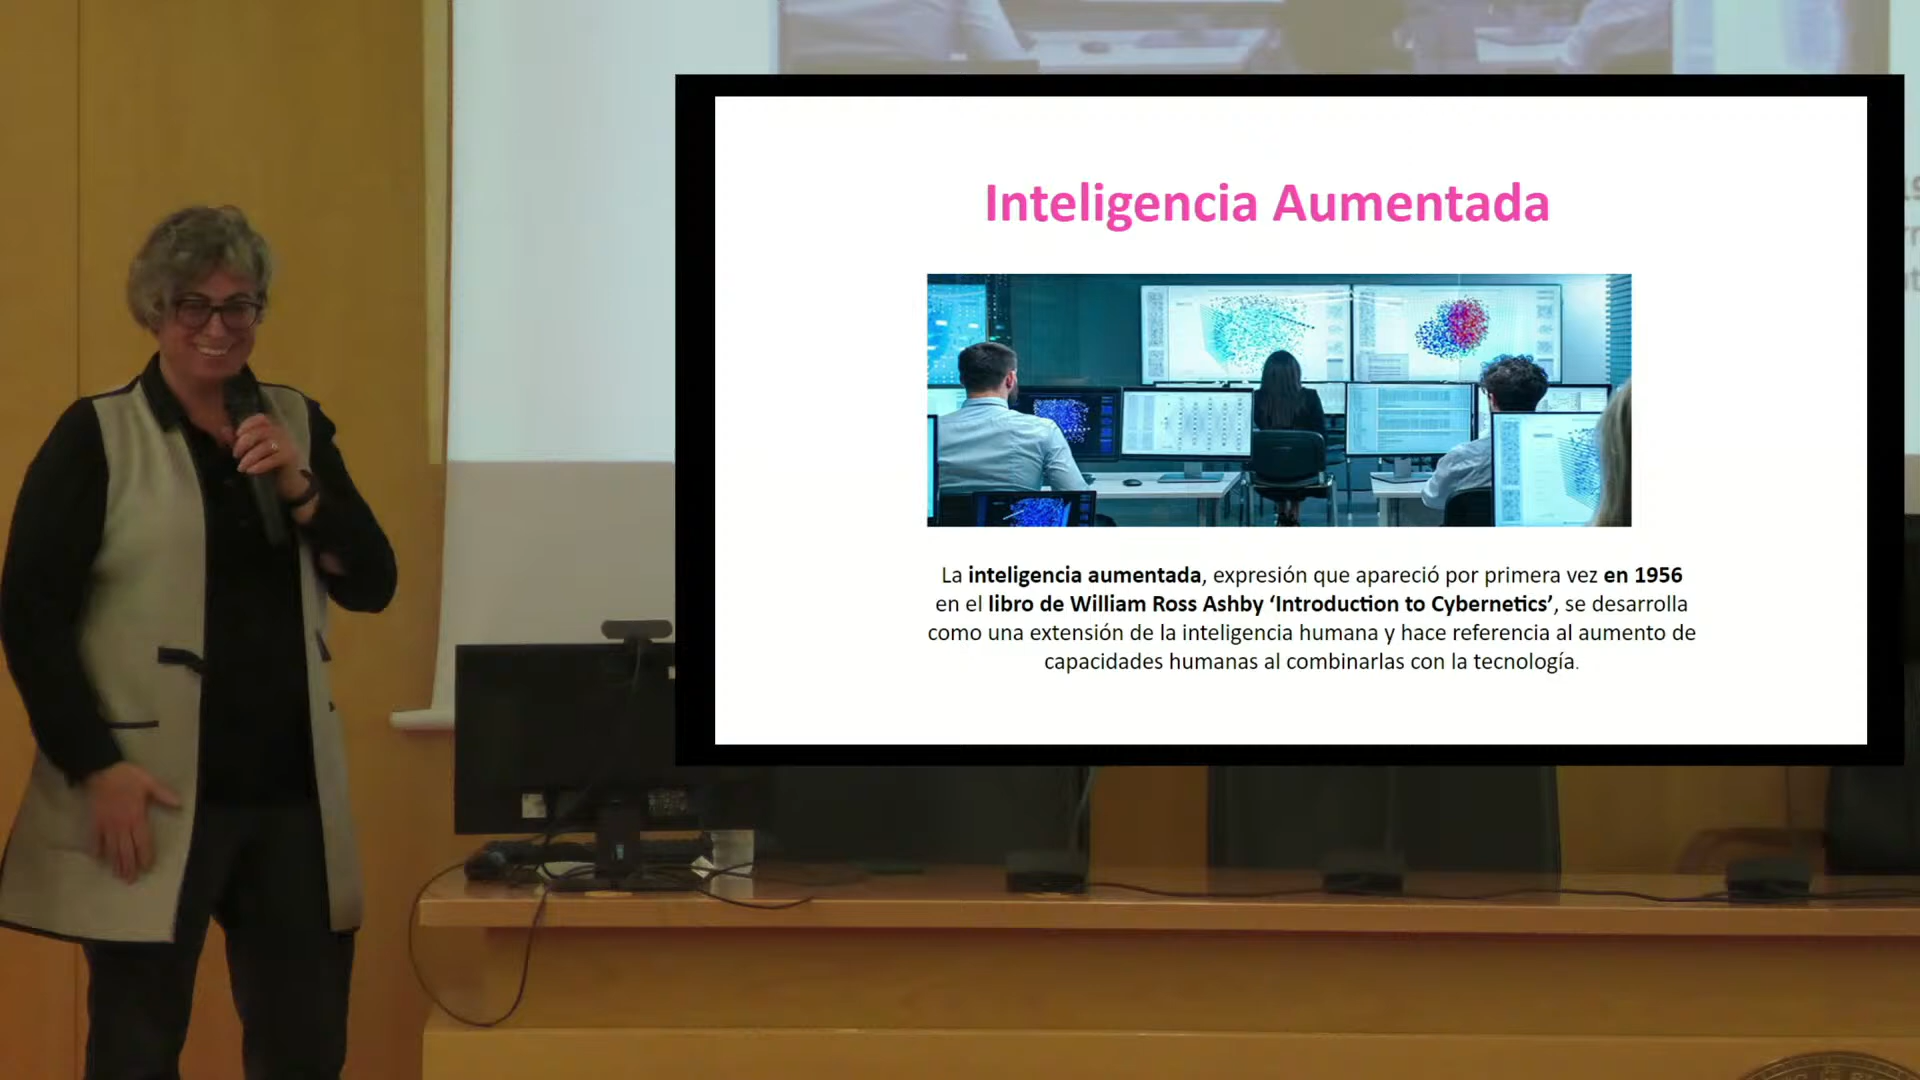 Inteligencia Aumentada
La inteligencia aumentada, expresión que apareció por primera vez en 1956
en el libro de William Ross Ashby ‘Introduction to Cybernetics’, se desarrolla
como una extensión de la inteligencia humana y hace referencia al aumento de
capacidades humanas al combinarlas con la tecnología.